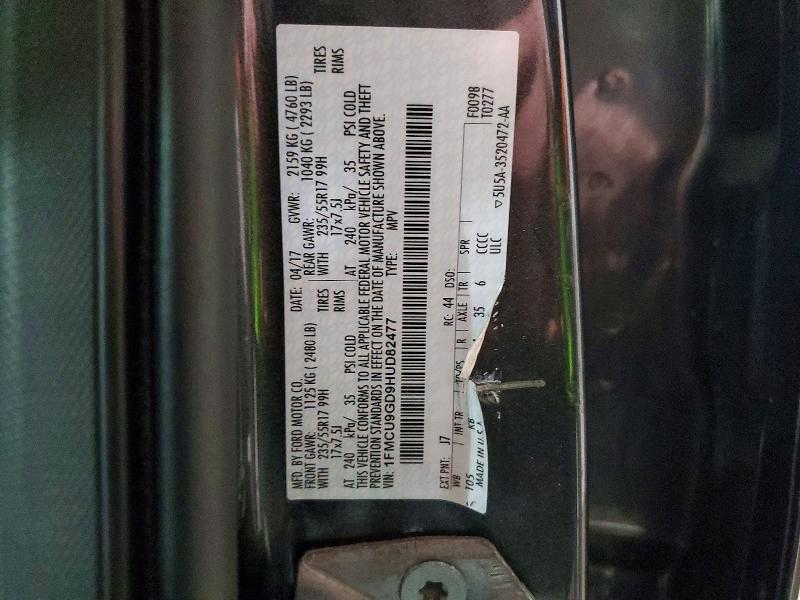 MFD. BY FORD MOTOR CO.
DATE: 04/17 GVWR: 2159 KG ( 4760 LB)
FRONT GAWR: 1125 KG ( 2480 LB) REAR GAWR: 1040 KG ( 2293 LB)
WITH 235/55R17 99H TIRES WITH 235/55R17 99H TIRES
17x7.5J RIMS 17x7.5J RIMS
AT 240 kPa/ 35 PSI COLD AT 240 kPa/ 35 PSI COLD
THIS VEHICLE CONFORMS TO ALL APPLICABLE FEDERAL MOTOR VEHICLE SAFETY AND THEFT
PREVENTION STANDARDS IN EFFECT ON THE DATE OF MANUFACTURE SHOWN ABOVE.
VIN: 1FMCU9GD9HUD82477 TYPE: MPV
EXT PNT: J7 RC: 44 DSO: F0098
T0277
WB INT TR R AXLE TR SPR
105 KB 35 6 CCCC
MADE IN U.S.A. ULC
▽5U5A-3520472-AA